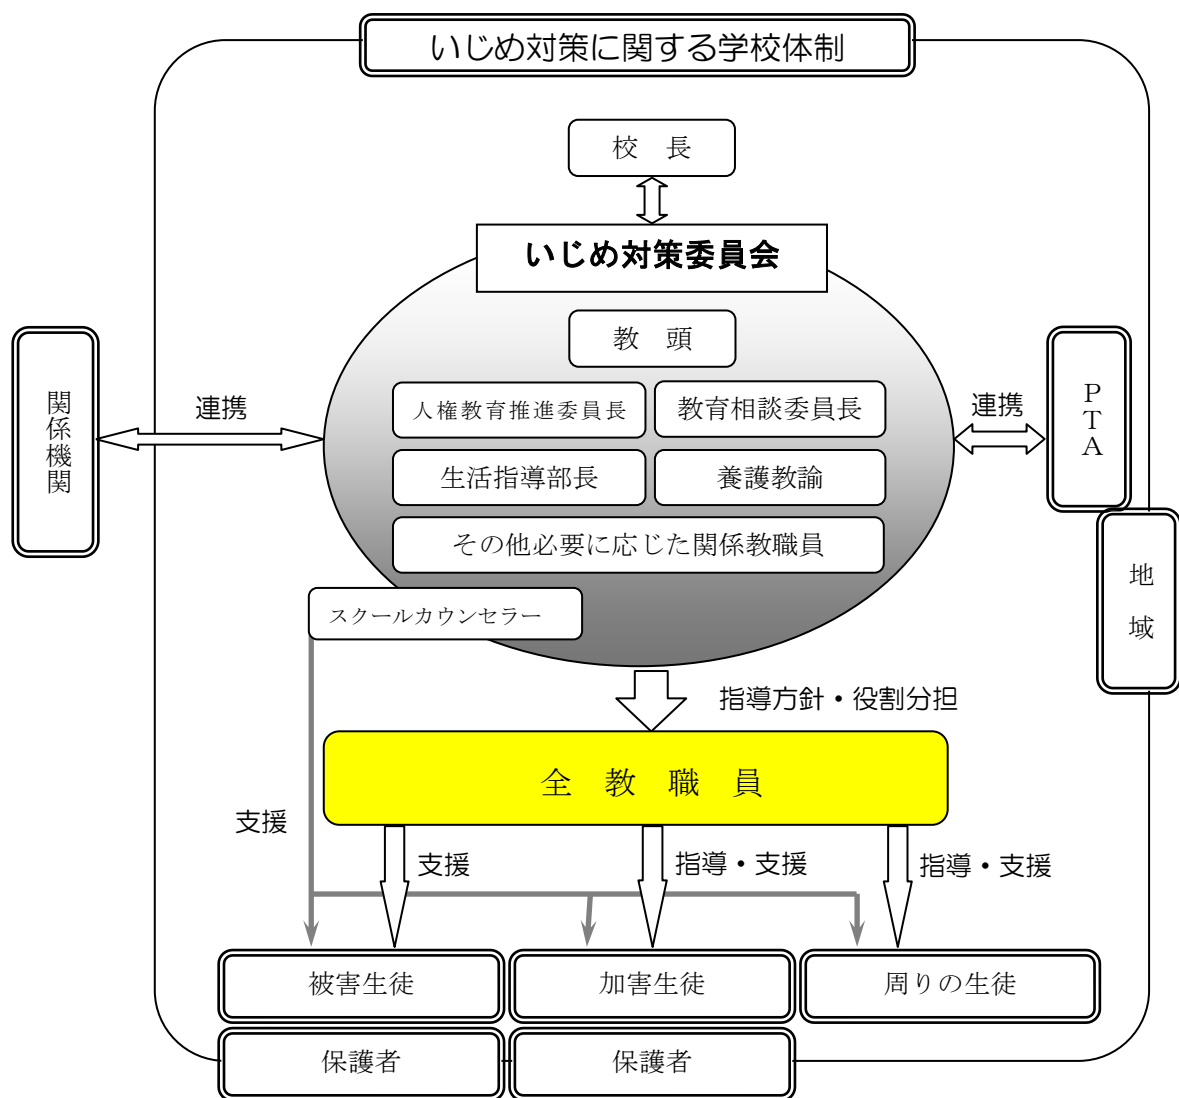 いじめ対策に関する学校体制
校　長
いじめ対策委員会
教　頭
人権教育推進委員長
教育相談委員長
生活指導部長
養護教諭
その他必要に応じた関係教職員
スクールカウンセラー
関係機関
連携
連携
PTA
地域
指導方針・役割分担
全　教　職　員
支援
支援
指導・支援
指導・支援
被害生徒
加害生徒
周りの生徒
保護者
保護者